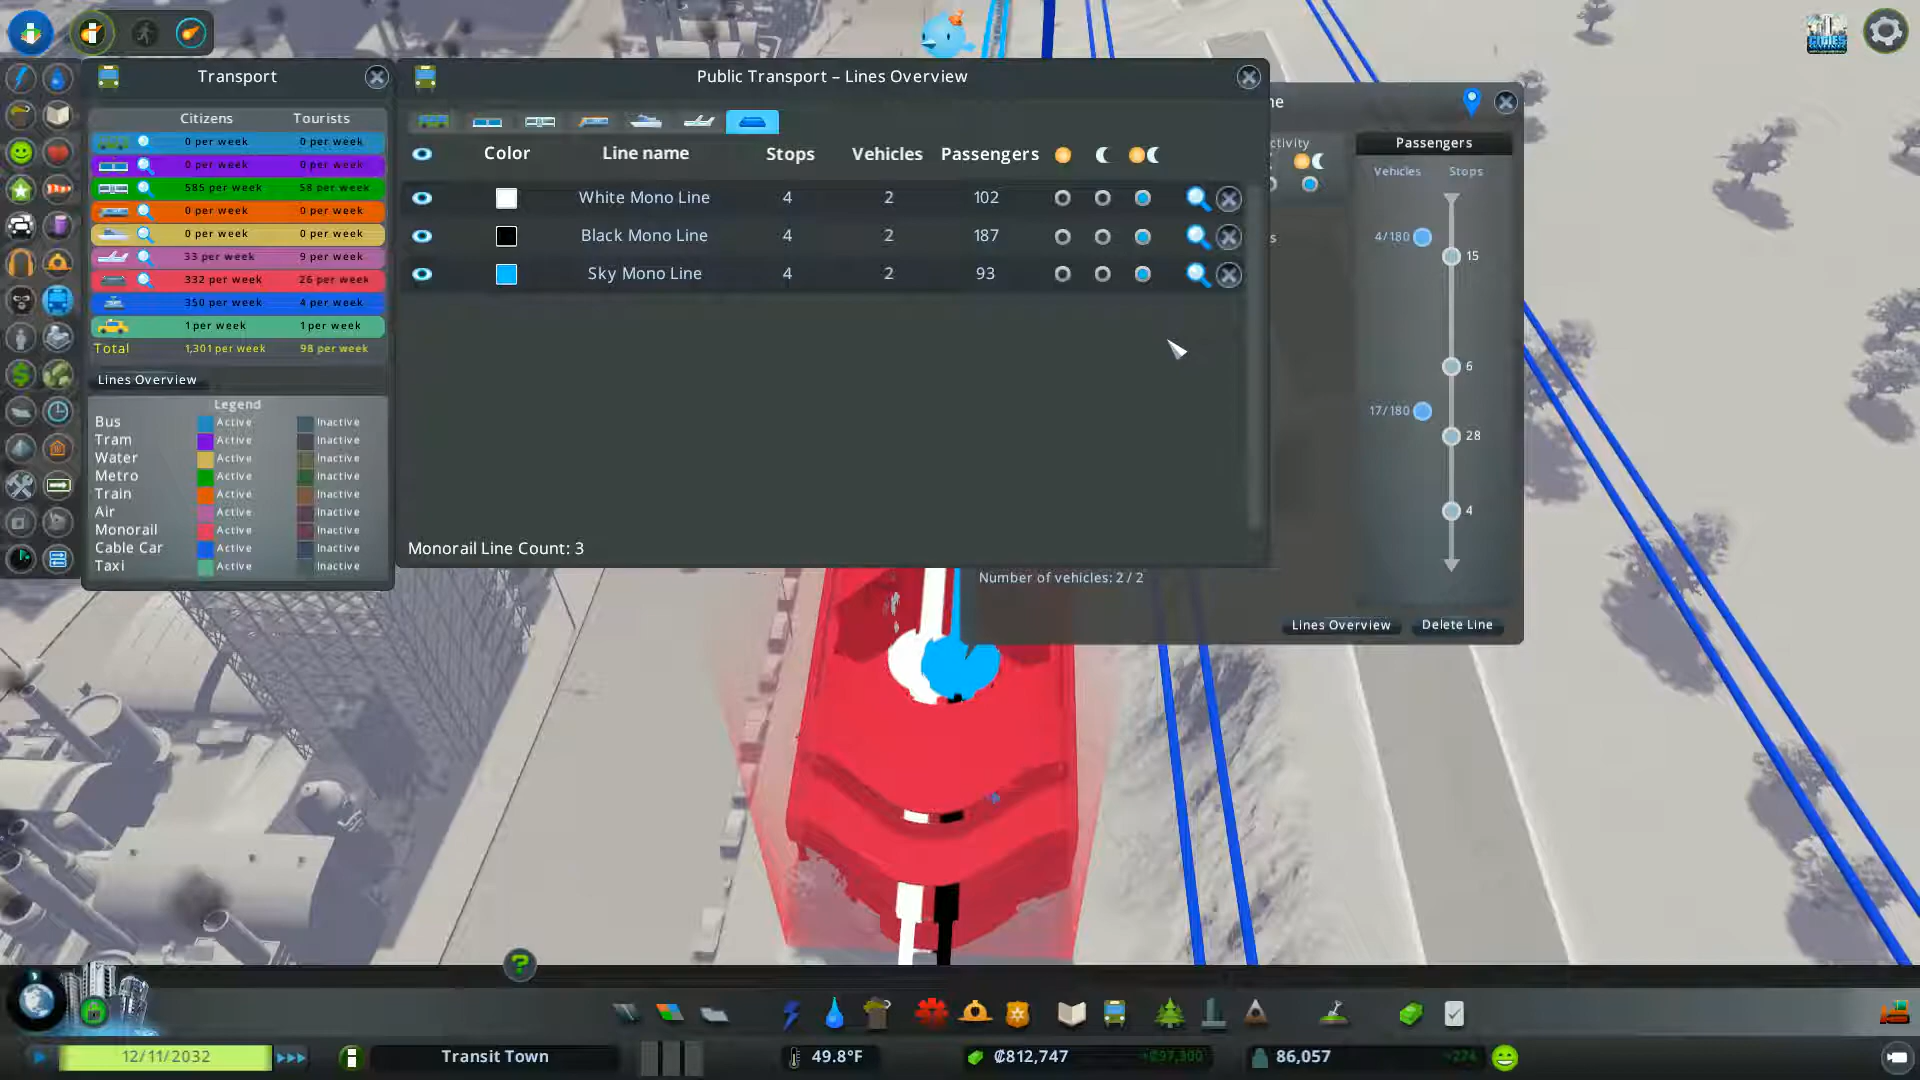 Transport
Citizens Tourists
0 per week 0 per week
0 per week 0 per week
585 per week 58 per week
0 per week 0 per week
0 per week 0 per week
33 per week 9 per week
332 per week 26 per week
350 per week 4 per week
1 per week 1 per week
Total 1,301 per week 98 per week
Lines Overview
Legend
Bus Active Inactive
Tram Active Inactive
Water Active Inactive
Metro Active Inactive
Train Active Inactive
Air Active Inactive
Monorail Active Inactive
Cable Car Active Inactive
Taxi Active Inactive
Public Transport – Lines Overview
Color Line name Stops Vehicles Passengers
White Mono Line 4 2 102
Black Mono Line 4 2 187
Sky Mono Line 4 2 93
Monorail Line Count: 3
ne
ctivity
s
Passengers
Vehicles Stops
4/180
15
6
17/180
28
4
Number of vehicles: 2 / 2
Lines Overview Delete Line
CITIES
?
12/11/2032
Transit Town
49.8°F
₡812,747
+₡97,300
86,057
+224